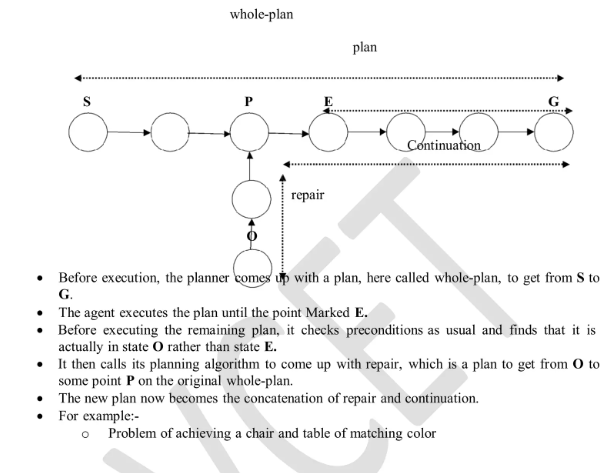 whole-plan
plan
S P E G
Continuation
repair
O
• Before execution, the planner comes up with a plan, here called whole-plan, to get from S to
G.
• The agent executes the plan until the point Marked E.
• Before executing the remaining plan, it checks preconditions as usual and finds that it is
actually in state O rather than state E.
• It then calls its planning algorithm to come up with repair, which is a plan to get from O to
some point P on the original whole-plan.
• The new plan now becomes the concatenation of repair and continuation.
• For example:-
o Problem of achieving a chair and table of matching color
VCET